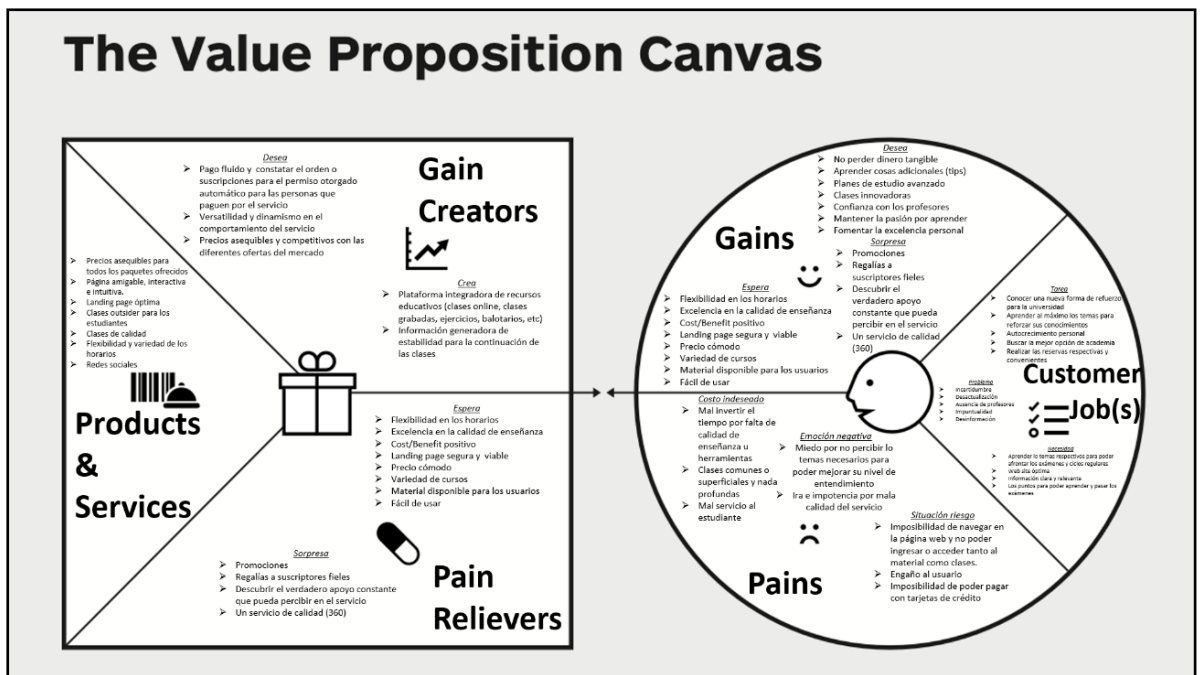 The Value Proposition Canvas
Desea
➢ Pago fluido y constatar el orden o
suscripciones para el permiso otorgado
automático para las personas que
paguen por el servicio
➢ Versatilidad y dinamismo en el
comportamiento del servicio
➢ Precios asequibles y competitivos con las
diferentes ofertas del mercado
Gain
Creators
Crea
➢ Plataforma integradora de recursos
educativos (clases online, clases
grabadas, ejercicios, balotarios, etc)
➢ Información generadora de
estabilidad para la continuación de
las clases
➢ Precios asequibles para
todos los paquetes ofrecidos
➢ Página amigable, interactiva
e intuitiva.
➢ Landing page óptima
➢ Clases outsider para los
estudiantes
➢ Clases de calidad
➢ Flexibilidad y variedad de los
horarios
➢ Redes sociales
Products
&
Services
Espera
➢ Flexibilidad en los horarios
➢ Excelencia en la calidad de enseñanza
➢ Cost/Benefit positivo
➢ Landing page segura y viable
➢ Precio cómodo
➢ Variedad de cursos
➢ Material disponible para los usuarios
➢ Fácil de usar
Sorpresa
➢ Promociones
➢ Regalías a suscriptores fieles
➢ Descubrir el verdadero apoyo constante
que pueda percibir en el servicio
➢ Un servicio de calidad (360)
Pain
Relievers
Desea
➢ No perder dinero tangible
➢ Aprender cosas adicionales (tips)
➢ Planes de estudio avanzado
➢ Clases innovadoras
➢ Confianza con los profesores
➢ Mantener la pasión por aprender
➢ Fomentar la excelencia personal
Gains
Sorpresa
➢ Promociones
➢ Regalías a
suscriptores fieles
➢ Descubrir el
verdadero apoyo
constante que pueda
percibir en el servicio
➢ Un servicio de calidad
(360)
Espera
➢ Flexibilidad en los horarios
➢ Excelencia en la calidad de enseñanza
➢ Cost/Benefit positivo
➢ Landing page segura y viable
➢ Precio cómodo
➢ Variedad de cursos
➢ Material disponible para los usuarios
➢ Fácil de usar
Tarea
➢ Conocer una nueva forma de refuerzo
para la universidad
➢ Aprender al máximo los temas para
reforzar sus conocimientos
➢ Autocrecimiento personal
➢ Buscar la mejor opción de academia
➢ Realizar las reservas respectivas y
convenientes
Customer
Job(s)
Problema
➢ Incertidumbre
➢ Desactualización
➢ Ausencia de profesores
➢ Impuntualidad
➢ Desinformación
Necesidad
➢ Aprender lo temas respectivos para poder
afrontar los exámenes y ciclos regulares
➢ Web site óptima
➢ Información clara y relevante
➢ Los puntos para poder aprender y pasar los
exámenes
Costo indeseado
➢ Mal invertir el
tiempo por falta de
calidad de
enseñanza u
herramientas
➢ Clases comunes o
superficiales y nada
profundas
➢ Mal servicio al
estudiante
Emoción negativa
➢ Miedo por no percibir lo
temas necesarios para
poder mejorar su nivel de
entendimiento
➢ Ira e impotencia por mala
calidad del servicio
Situación riesgo
➢ Imposibilidad de navegar en
la página web y no poder
ingresar o acceder tanto al
material como clases.
➢ Engaño al usuario
➢ Imposibilidad de poder pagar
con tarjetas de crédito
Pains